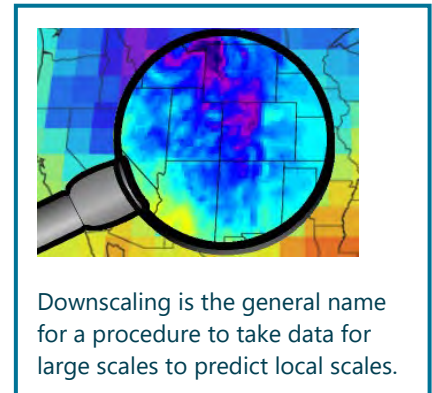 Downscaling is the general name
for a procedure to take data for
large scales to predict local scales.